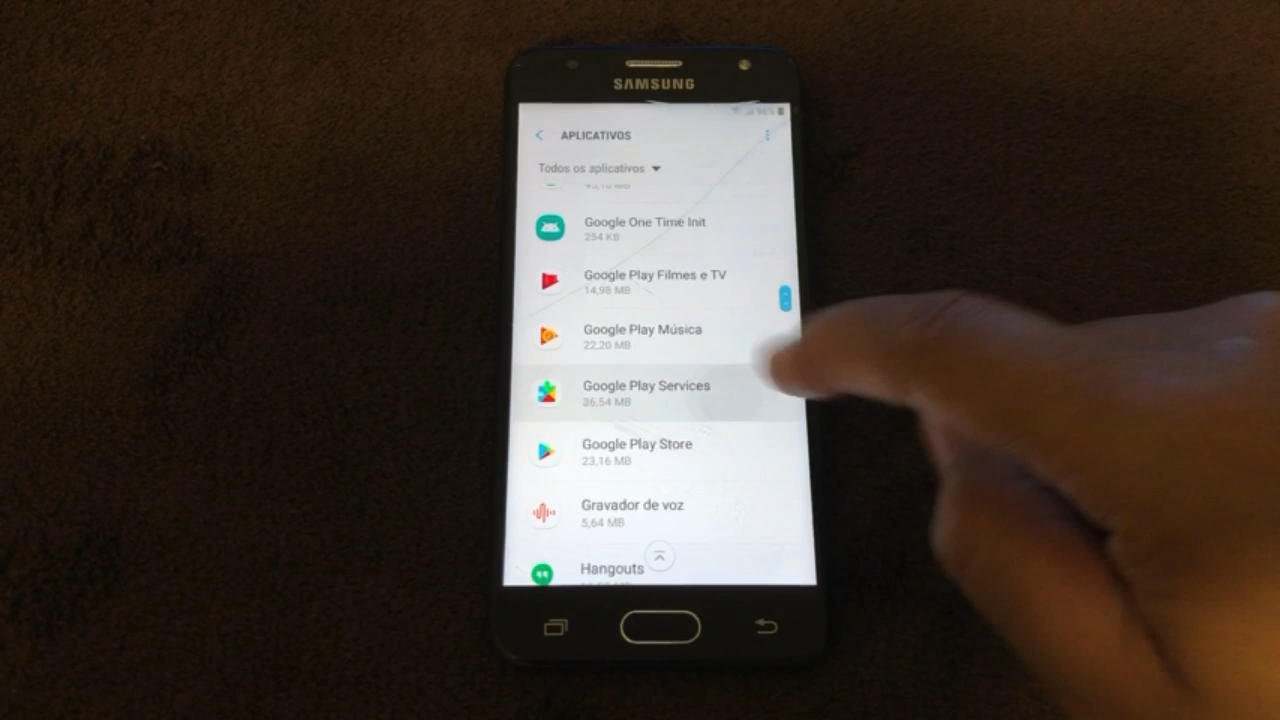 SAMSUNG
96%
APLICATIVOS
Todos os aplicativos
Google One Time Init
254 KB
Google Play Filmes e TV
14,98 MB
Google Play Música
22,20 MB
Google Play Services
36,54 MB
Google Play Store
23,16 MB
Gravador de voz
5,64 MB
Hangouts